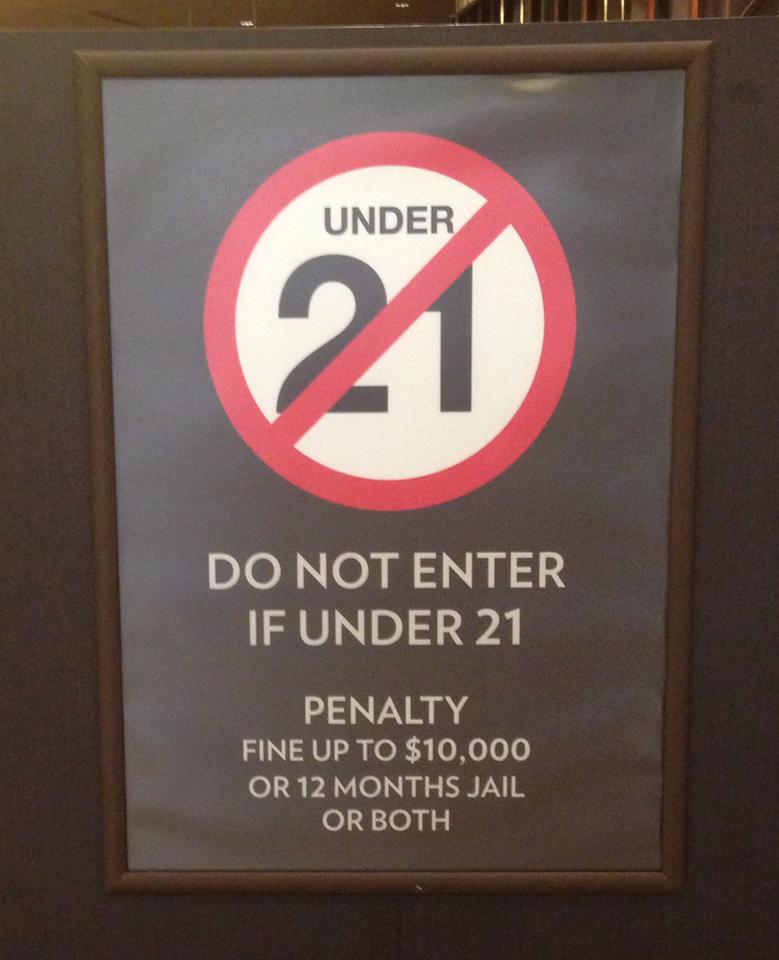 UNDER
21
DO NOT ENTER
IF UNDER 21
PENALTY
FINE UP TO $10,000
OR 12 MONTHS JAIL
OR BOTH